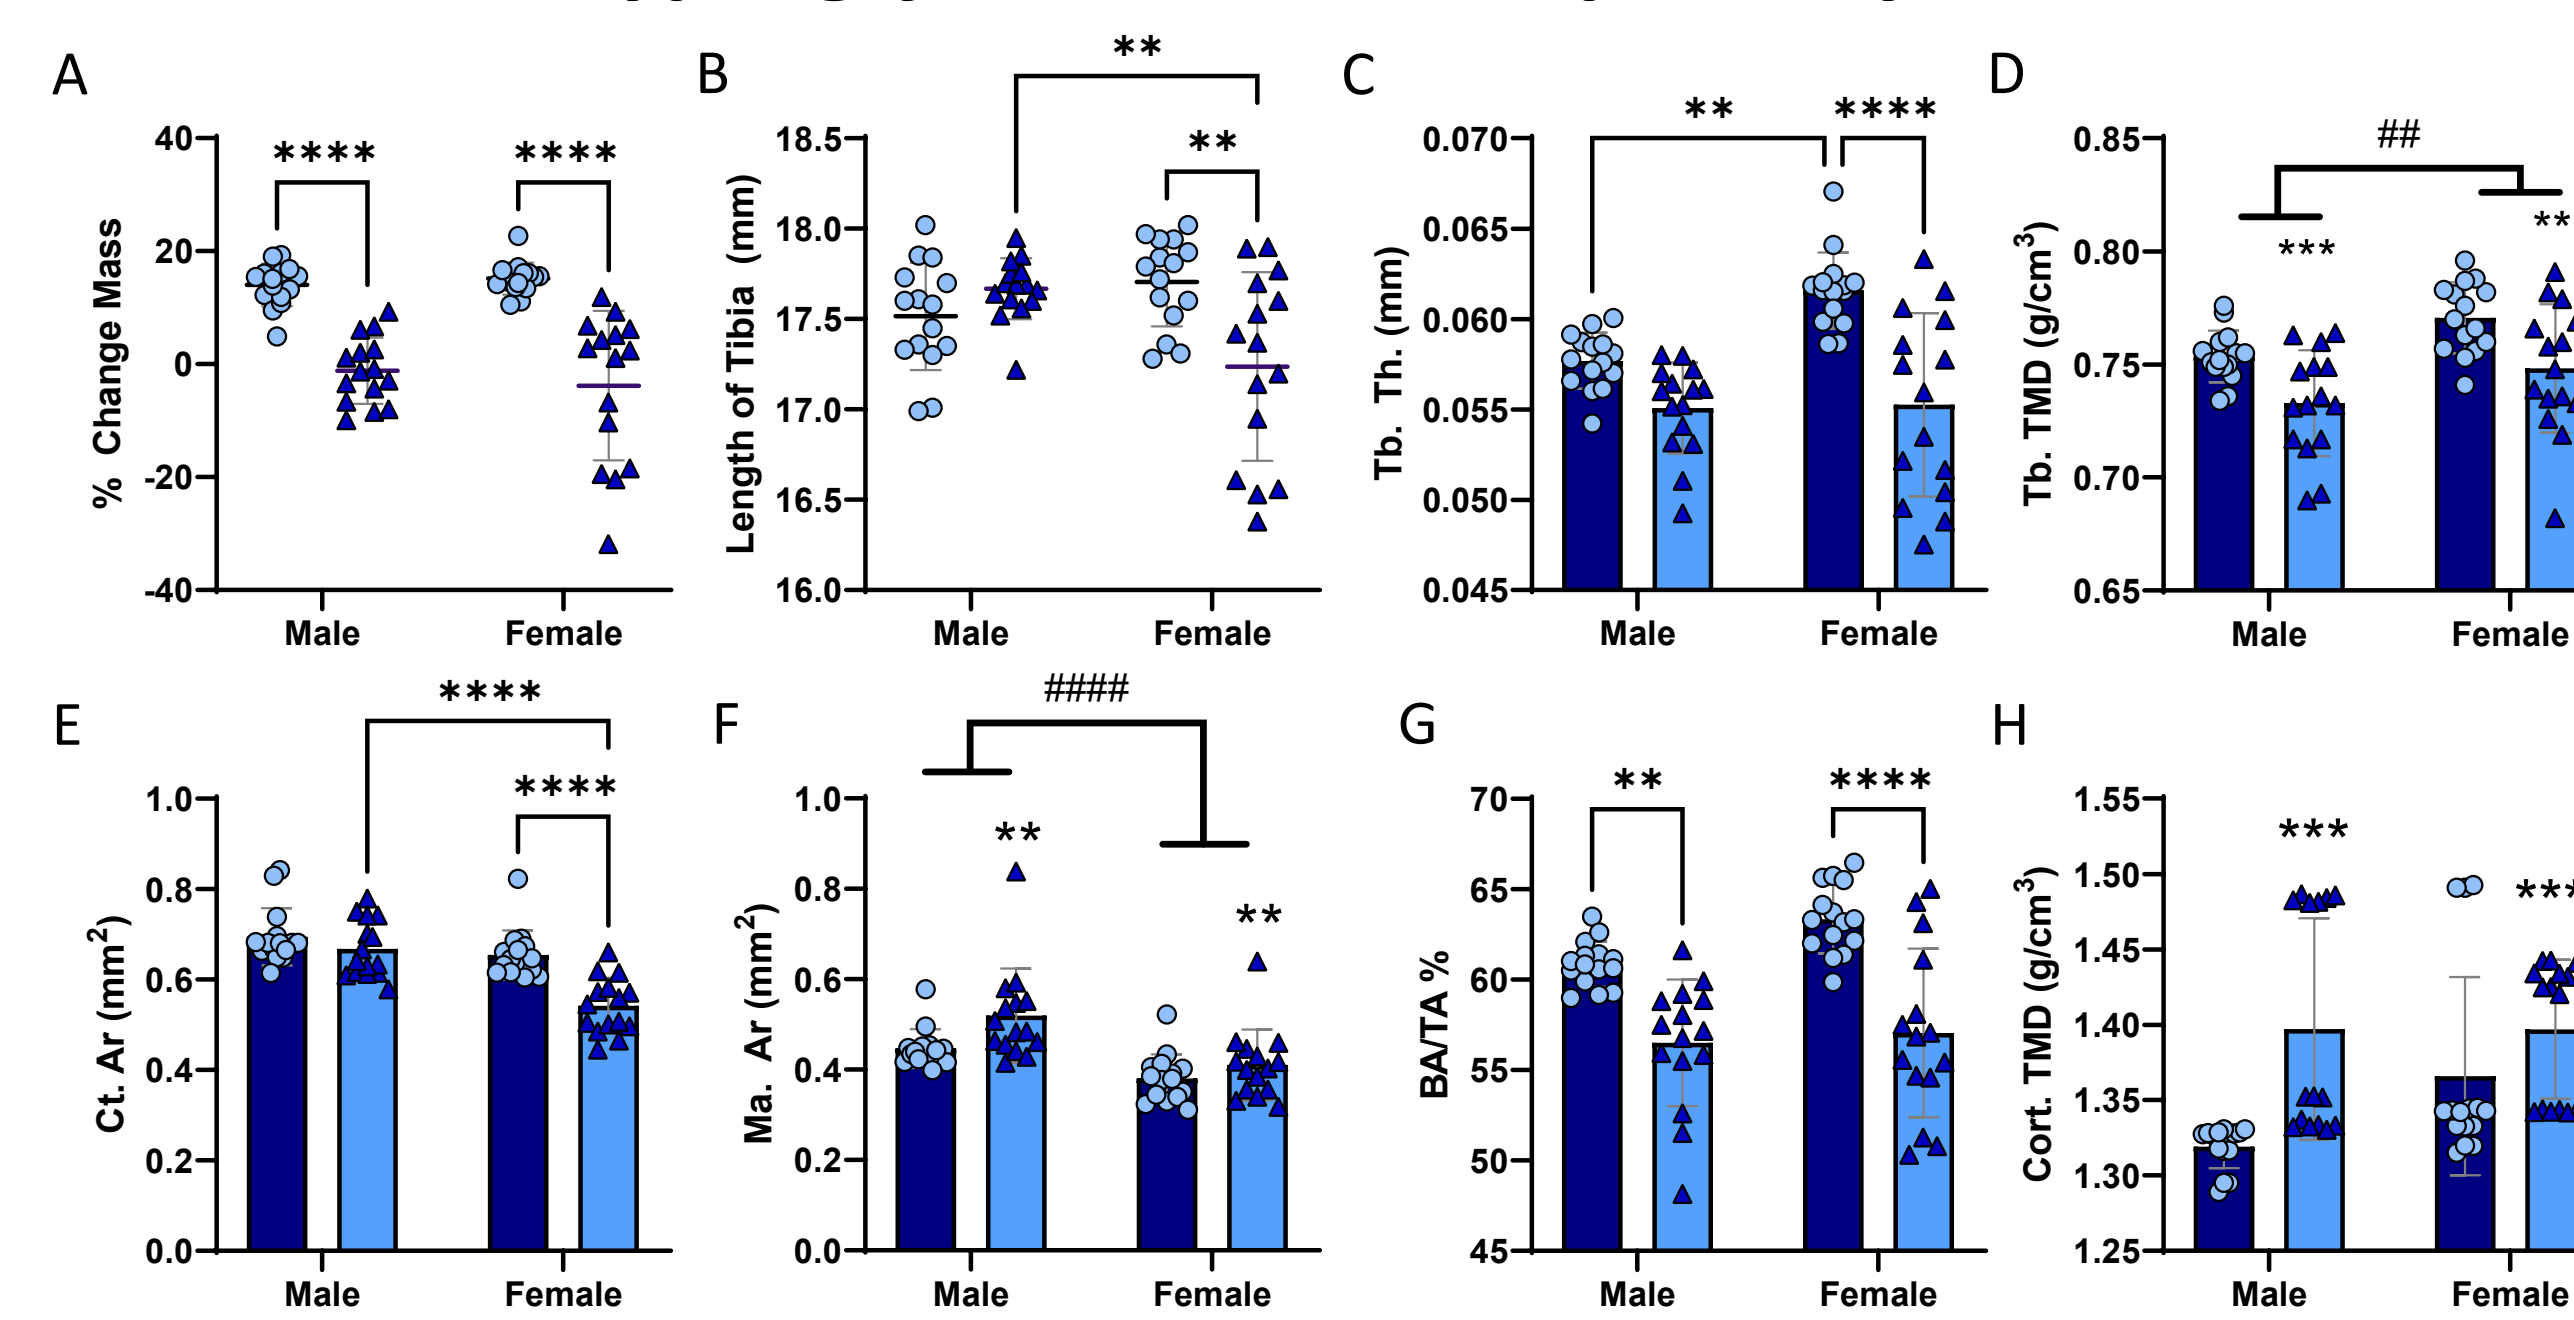 A
% Change Mass
40
20
0
-20
-40
****
****
Male
Female
B
Length of Tibia (mm)
18.5
18.0
17.5
17.0
16.5
16.0
**
**
Male
Female
C
Tb. Th. (mm)
0.070
0.065
0.060
0.055
0.050
0.045
**
****
Male
Female
D
Tb. TMD (g/cm³)
0.85
0.80
0.75
0.70
0.65
##
***
**
Male
Female
E
Ct. Ar (mm²)
1.0
0.8
0.6
0.4
0.2
0.0
****
****
Male
Female
F
Ma. Ar (mm²)
1.0
0.8
0.6
0.4
0.2
0.0
####
**
**
Male
Female
G
BA/TA %
70
65
60
55
50
45
**
****
Male
Female
H
Cort. TMD (g/cm³)
1.55
1.50
1.45
1.40
1.35
1.30
1.25
***
***
Male
Female